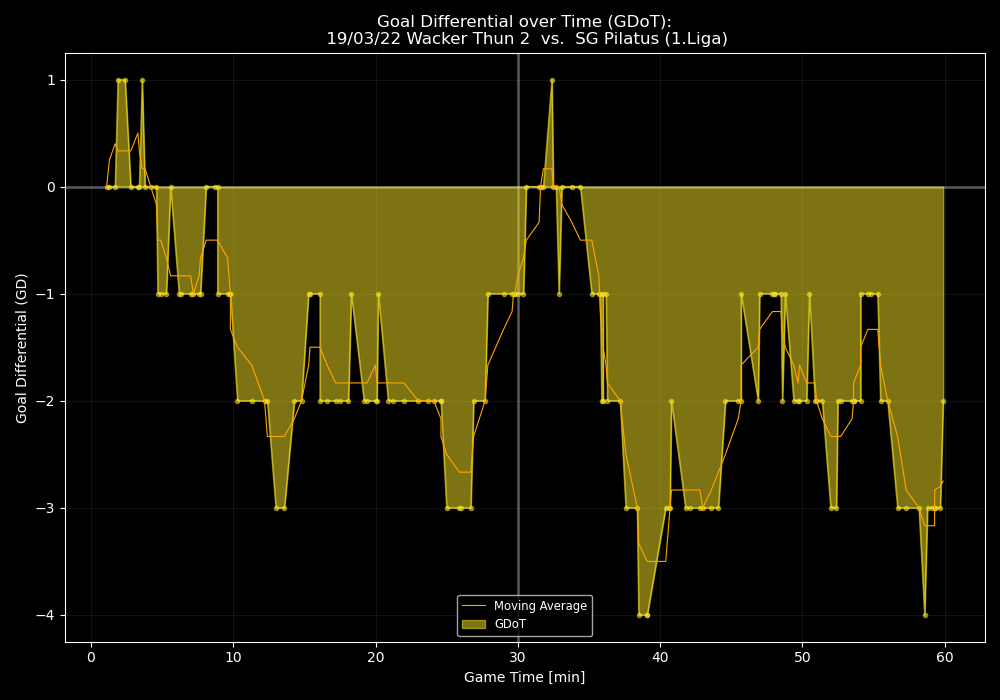 Goal Differential over Time (GDoT):
19/03/22 Wacker Thun 2  vs.  SG Pilatus (1.Liga)
Goal Differential (GD)
1
0
−1
−2
−3
−4
Moving Average
GDoT
0 10 20 30 40 50 60
Game Time [min]